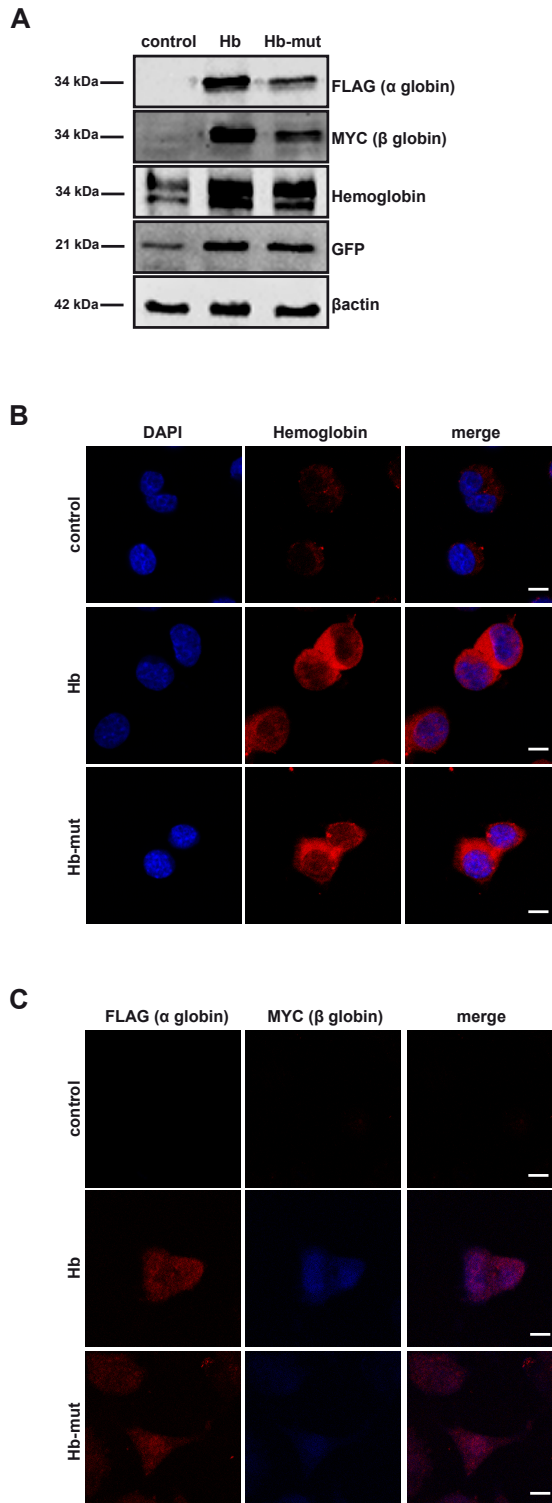 A
control Hb Hb-mut
34 kDa FLAG (α globin)
34 kDa MYC (β globin)
34 kDa Hemoglobin
21 kDa GFP
42 kDa βactin
B
DAPI Hemoglobin merge
control
Hb
Hb-mut
C
FLAG (α globin) MYC (β globin) merge
control
Hb
Hb-mut